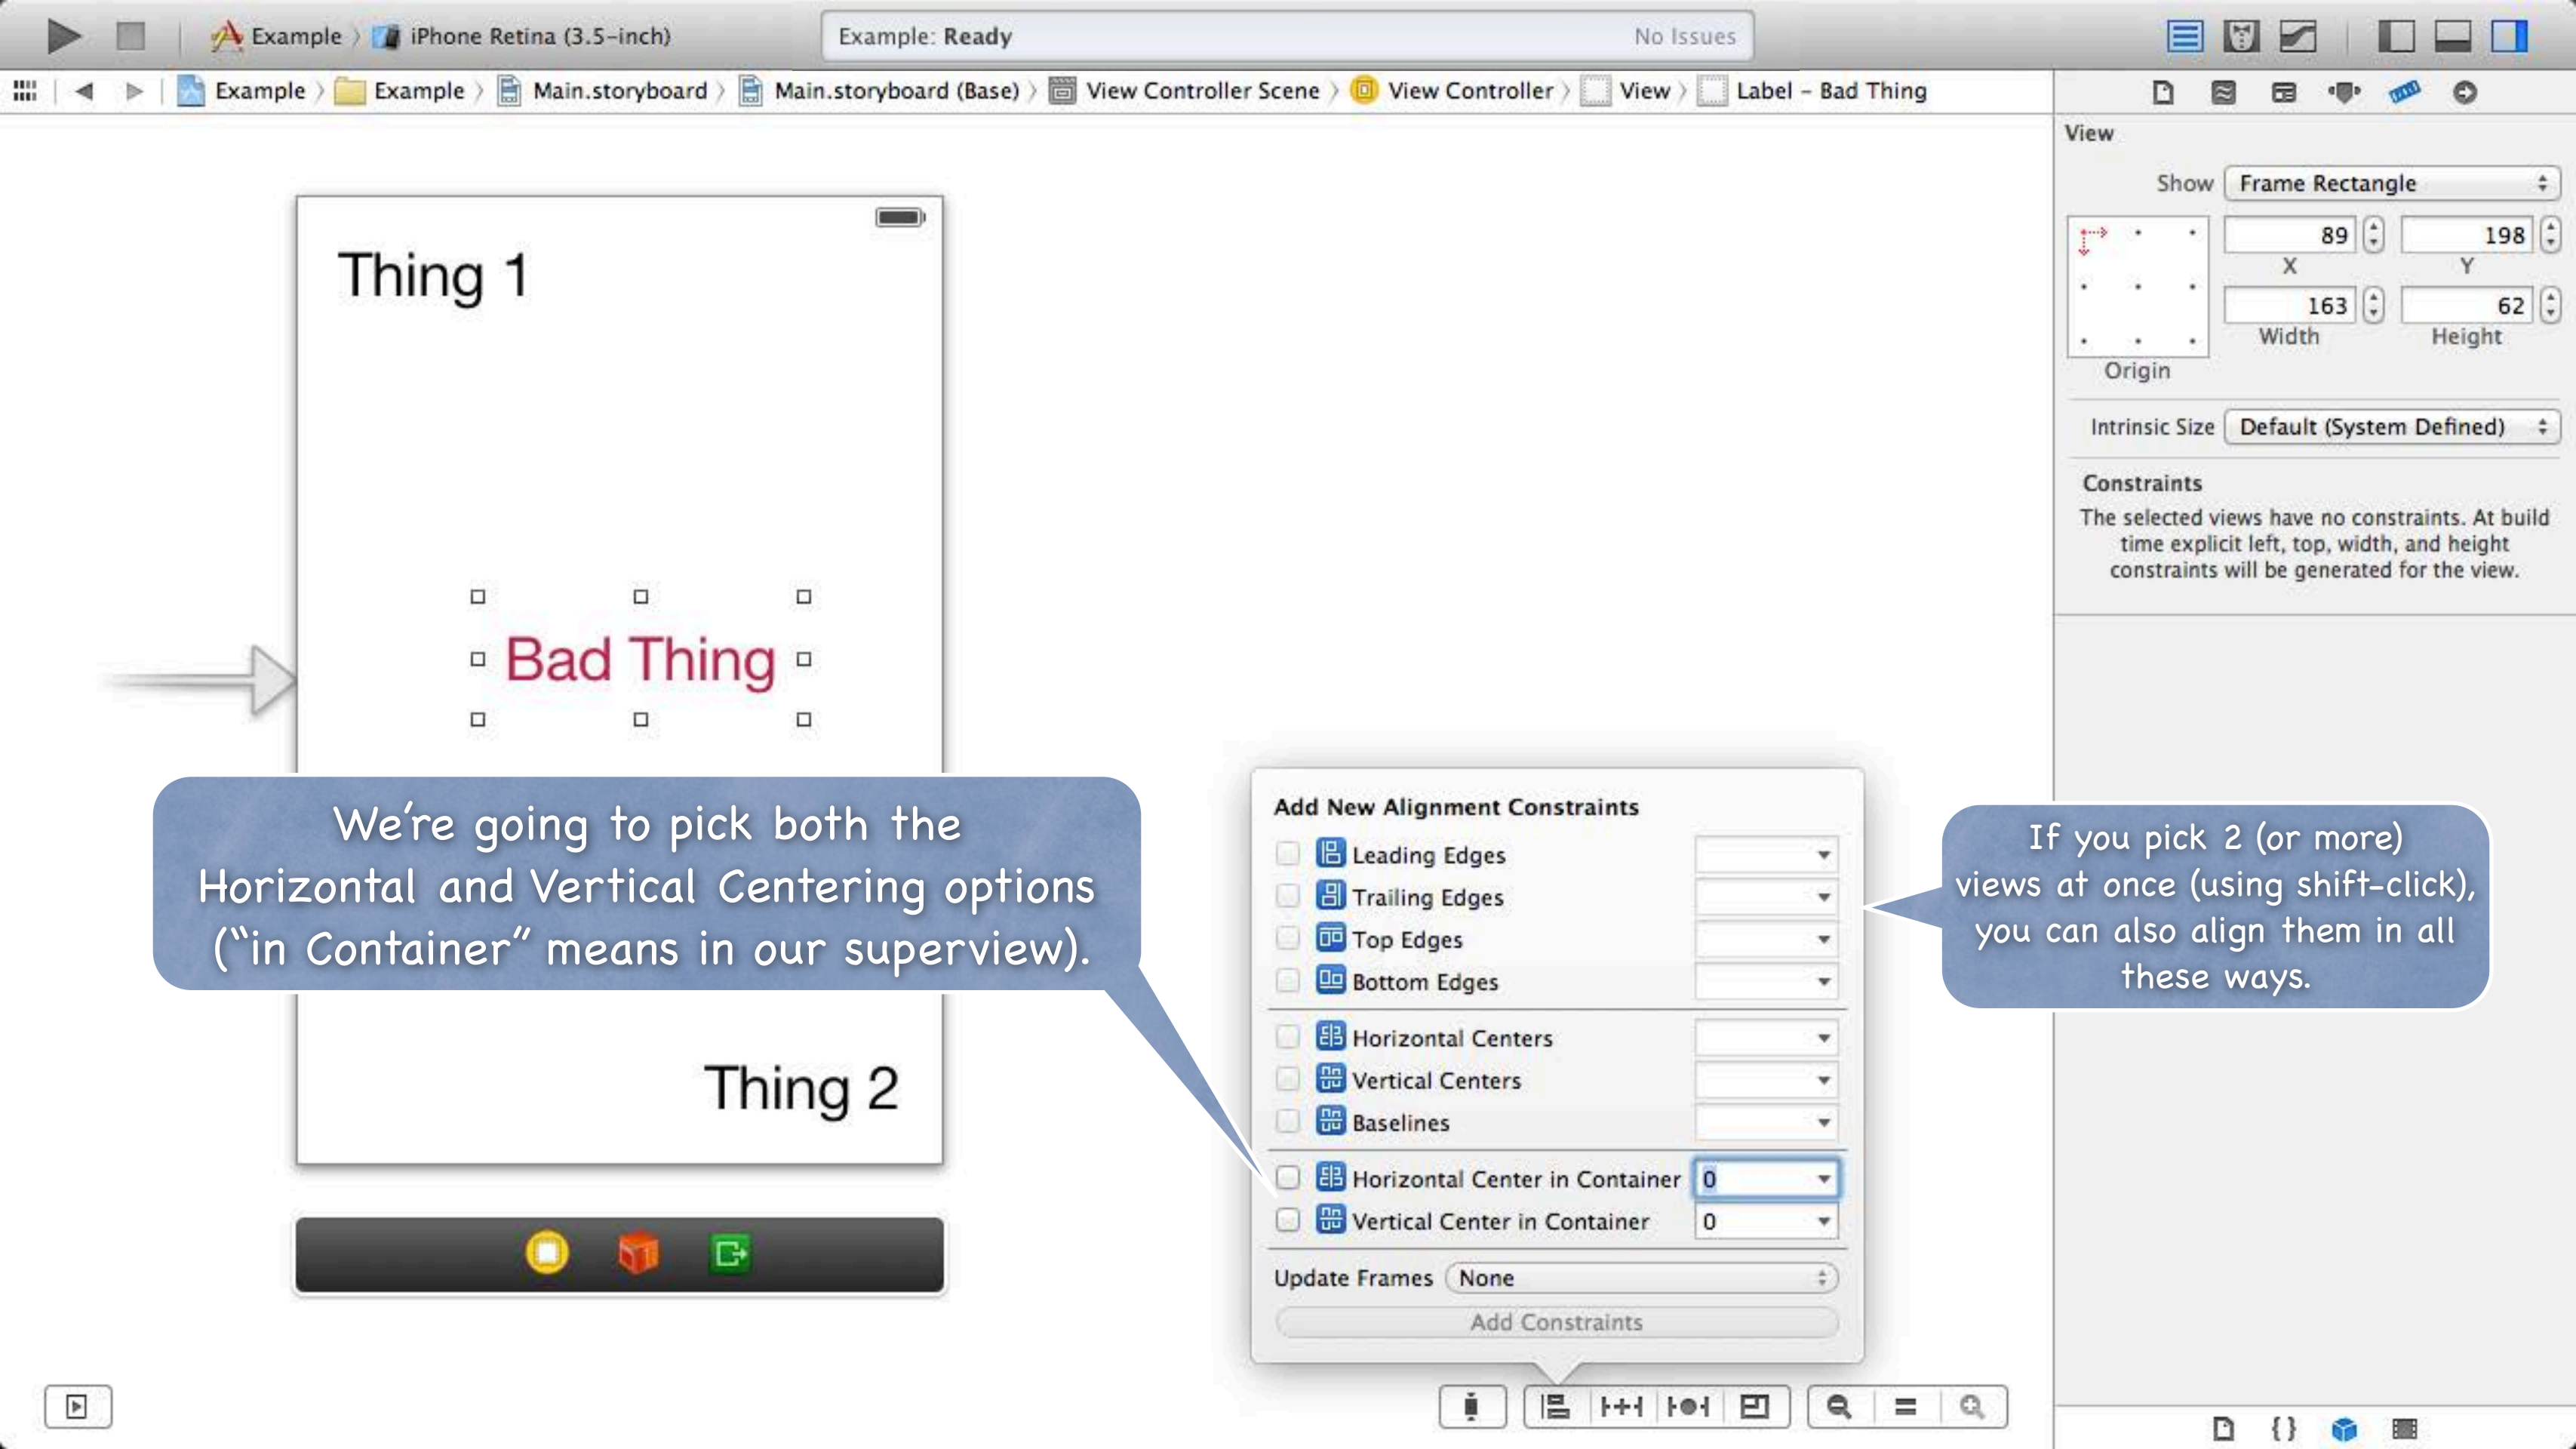 Example iPhone Retina (3.5-inch)
Example: Ready No Issues
Example Example Main.storyboard Main.storyboard (Base) View Controller Scene View Controller View Label – Bad Thing
Thing 1
Bad Thing
Thing 2
We're going to pick both the
Horizontal and Vertical Centering options
("in Container" means in our superview).
Add New Alignment Constraints
Leading Edges
Trailing Edges
Top Edges
Bottom Edges
Horizontal Centers
Vertical Centers
Baselines
Horizontal Center in Container 0
Vertical Center in Container 0
Update Frames None
Add Constraints
If you pick 2 (or more)
views at once (using shift-click),
you can also align them in all
these ways.
View
Show Frame Rectangle
89 198
X Y
163 62
Width Height
Origin
Intrinsic Size Default (System Defined)
Constraints
The selected views have no constraints. At build
time explicit left, top, width, and height
constraints will be generated for the view.